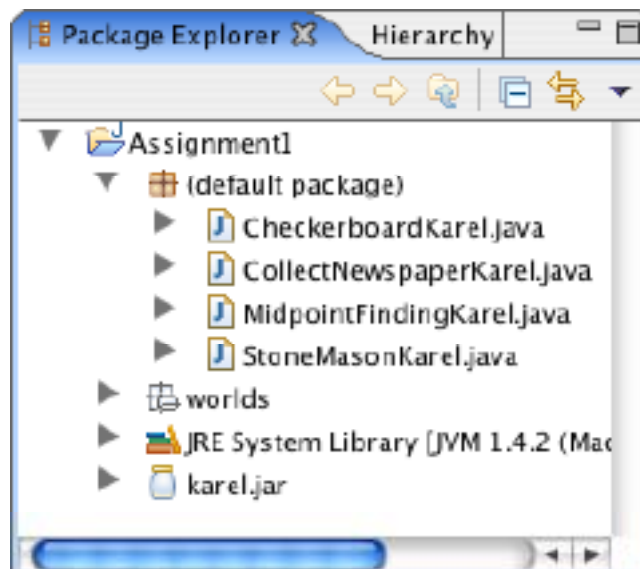 Package Explorer Hierarchy
Assignment1
(default package)
CheckerboardKarel.java
CollectNewspaperKarel.java
MidpointFindingKarel.java
StoneMasonKarel.java
worlds
JRE System Library [JVM 1.4.2 (Mac
karel.jar